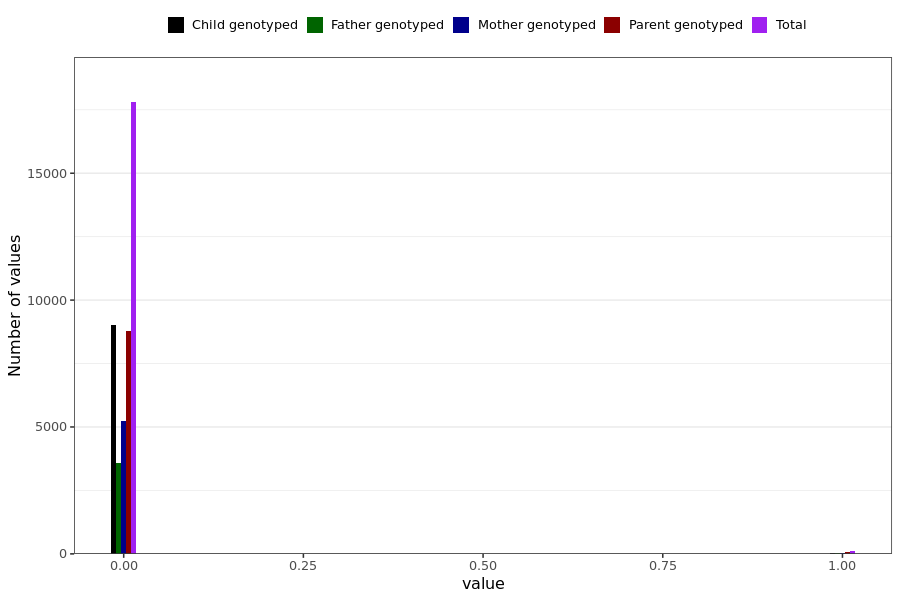 Child genotyped Father genotyped Mother genotyped Parent genotyped Total
Number of values
15000
10000
5000
0
0.00 0.25 0.50 0.75 1.00
value